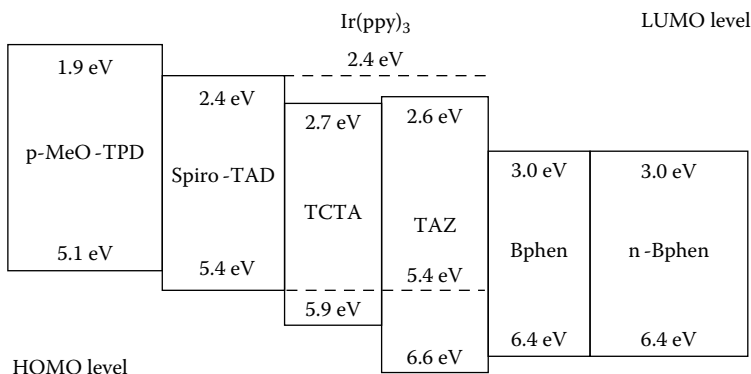 Ir(ppy)₃
LUMO level
2.4 eV
1.9 eV
2.4 eV
2.7 eV
2.6 eV
p-MeO-TPD
Spiro-TAD
3.0 eV
3.0 eV
TCTA
TAZ
Bphen
n-Bphen
5.1 eV
5.4 eV
5.4 eV
5.9 eV
6.4 eV
6.4 eV
6.6 eV
HOMO level